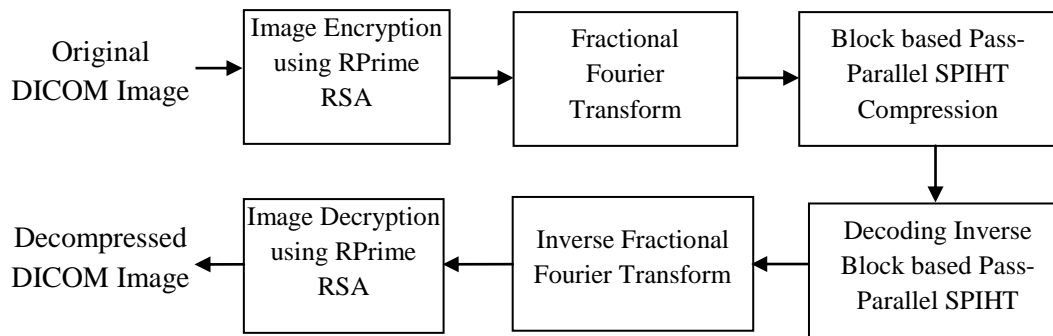 Original
DICOM Image
Image Encryption
using RPrime
RSA
Fractional
Fourier
Transform
Block based Pass-
Parallel SPIHT
Compression
Decompressed
DICOM Image
Image Decryption
using RPrime
RSA
Inverse Fractional
Fourier Transform
Decoding Inverse
Block based Pass-
Parallel SPIHT